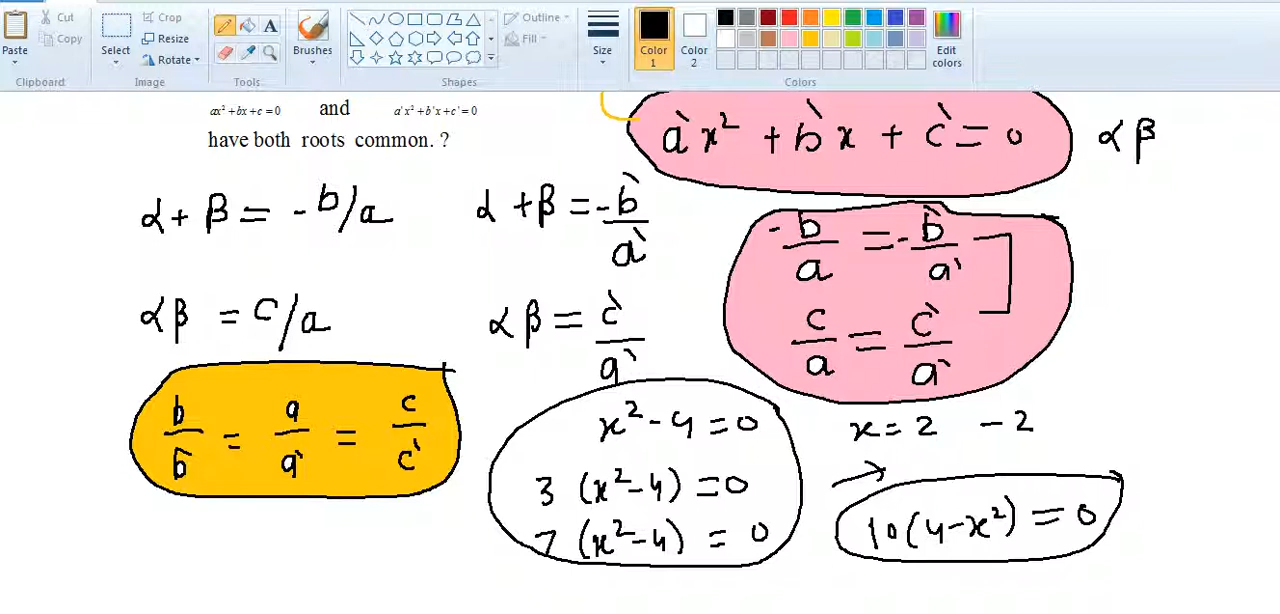 Cut
Copy
Paste
Clipboard
Select
Crop
Resize
Rotate
Image
Tools
Brushes
Shapes
Outline
Fill
Size
Color 1
Color 2
Edit colors
Colors
ax² + bx + c = 0 and a'x² + b'x + c' = 0
have both roots common. ?
a`x² + b`x + c` = 0 α β
α + β = - b/a
α + β = -b`/a`
-b/a = -b`/a`
αβ = c/a
αβ = c`/a`
c/a = c`/a`
b/b` = a/a` = c/c`
x² - 4 = 0
x = 2 -2
3 (x² - 4) = 0
7 (x² - 4) = 0
10(4 - x²) = 0